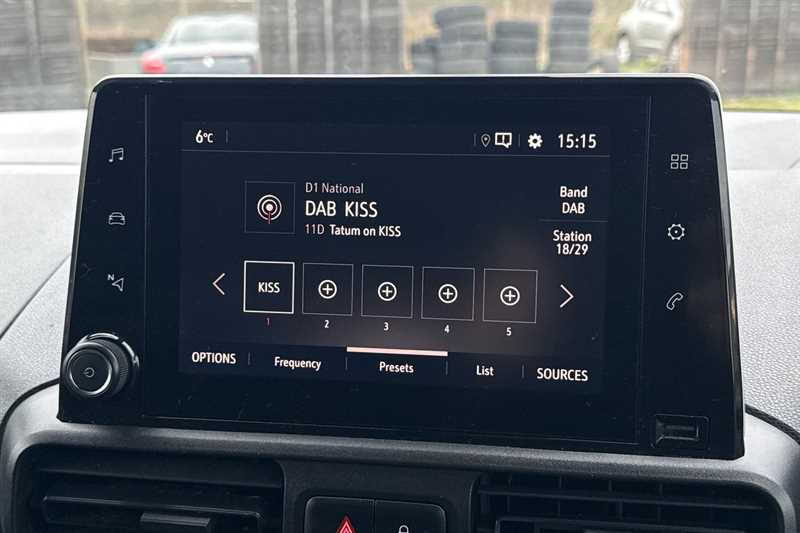 6°C
15:15
D1 National
DAB KISS
11D Tatum on KISS
Band
DAB
Station
18/29
KISS
1 2 3 4 5
OPTIONS Frequency Presets List SOURCES
N